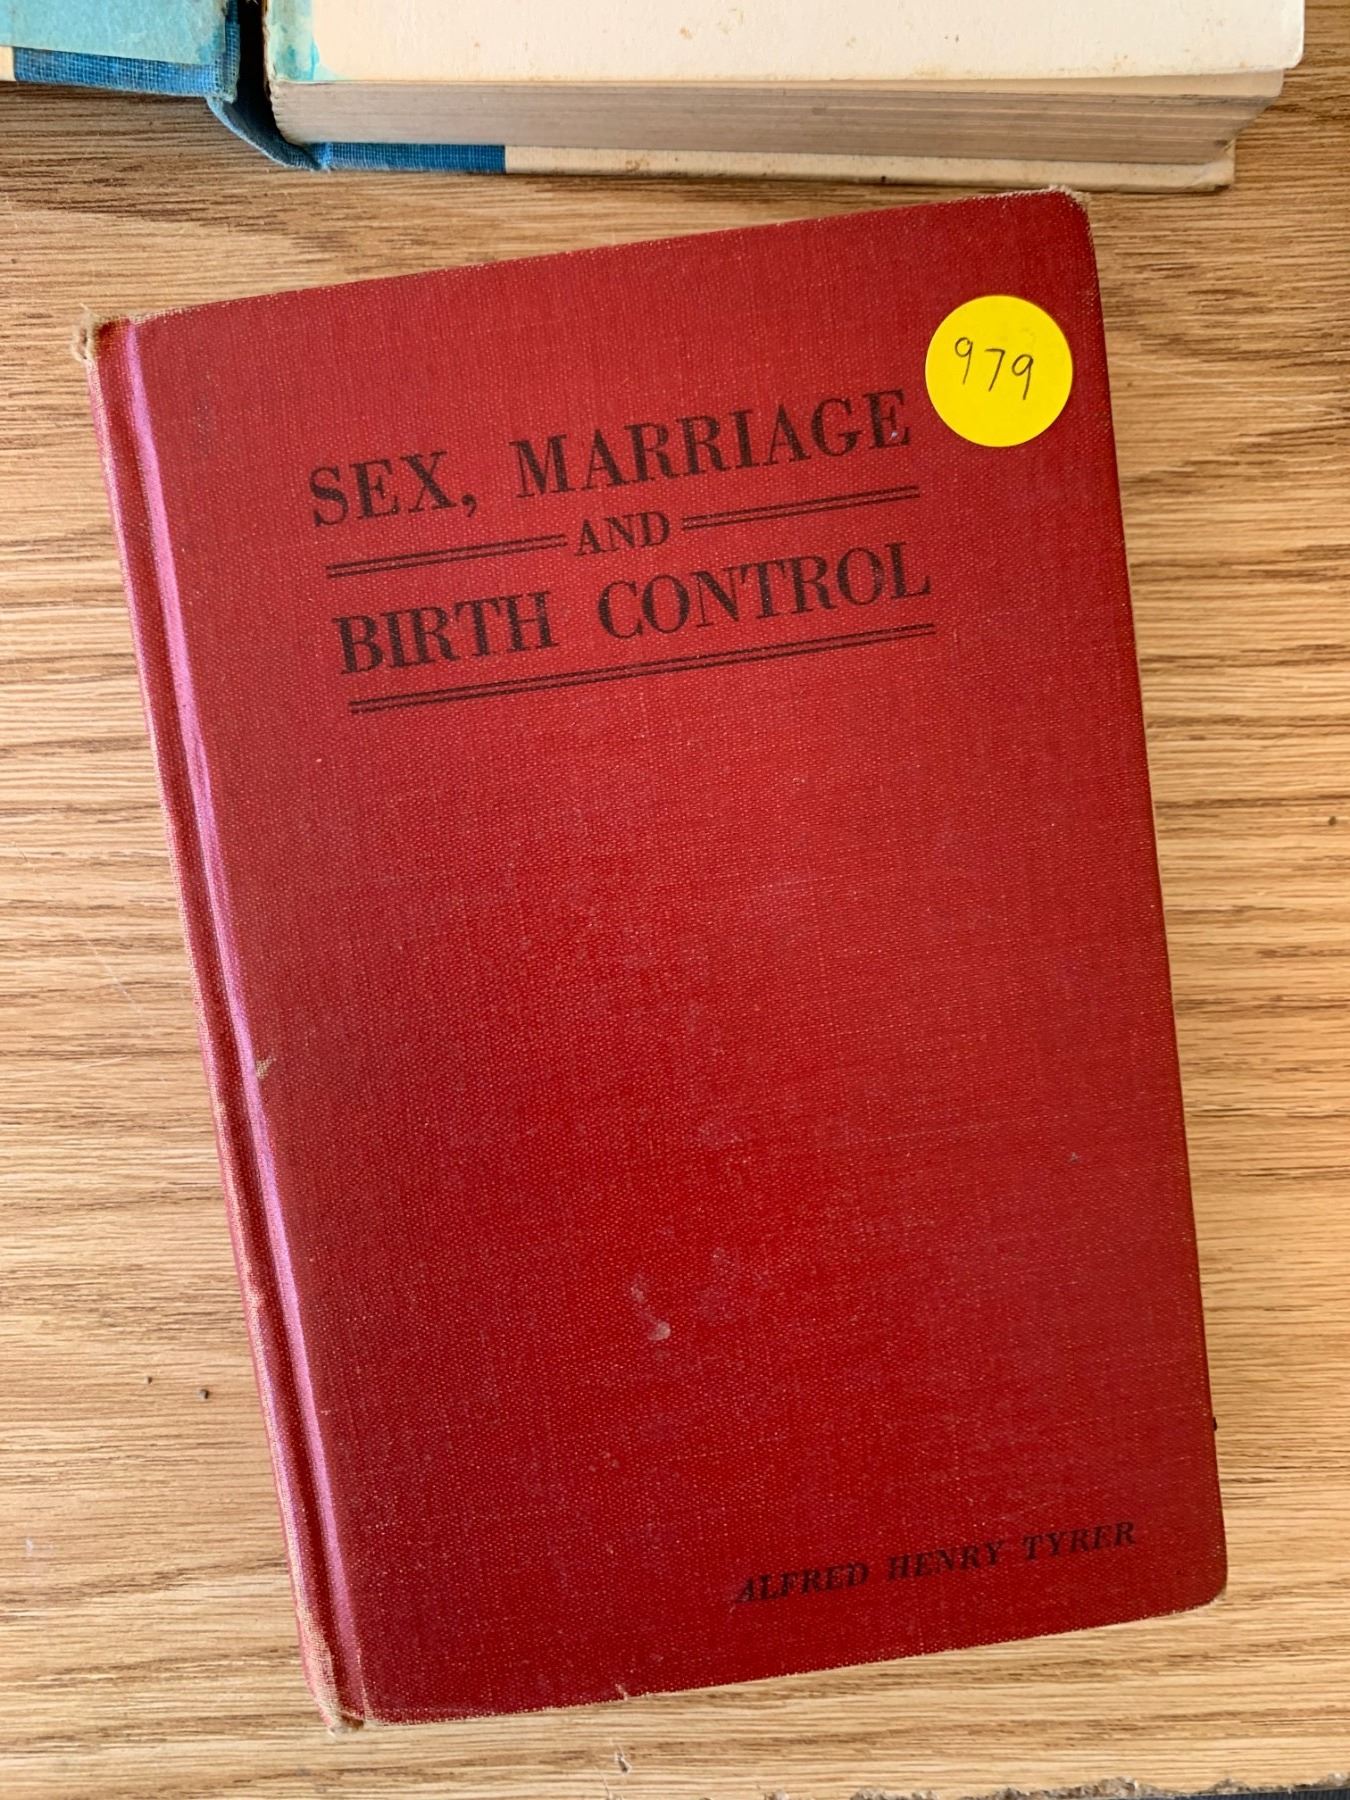 979
SEX, MARRIAGE
AND
BIRTH CONTROL
ALFRED HENRY TYRER